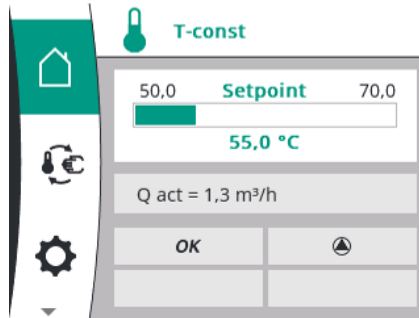 T-const
50,0 Setpoint 70,0
55,0 °C
Q act = 1,3 m³/h
OK